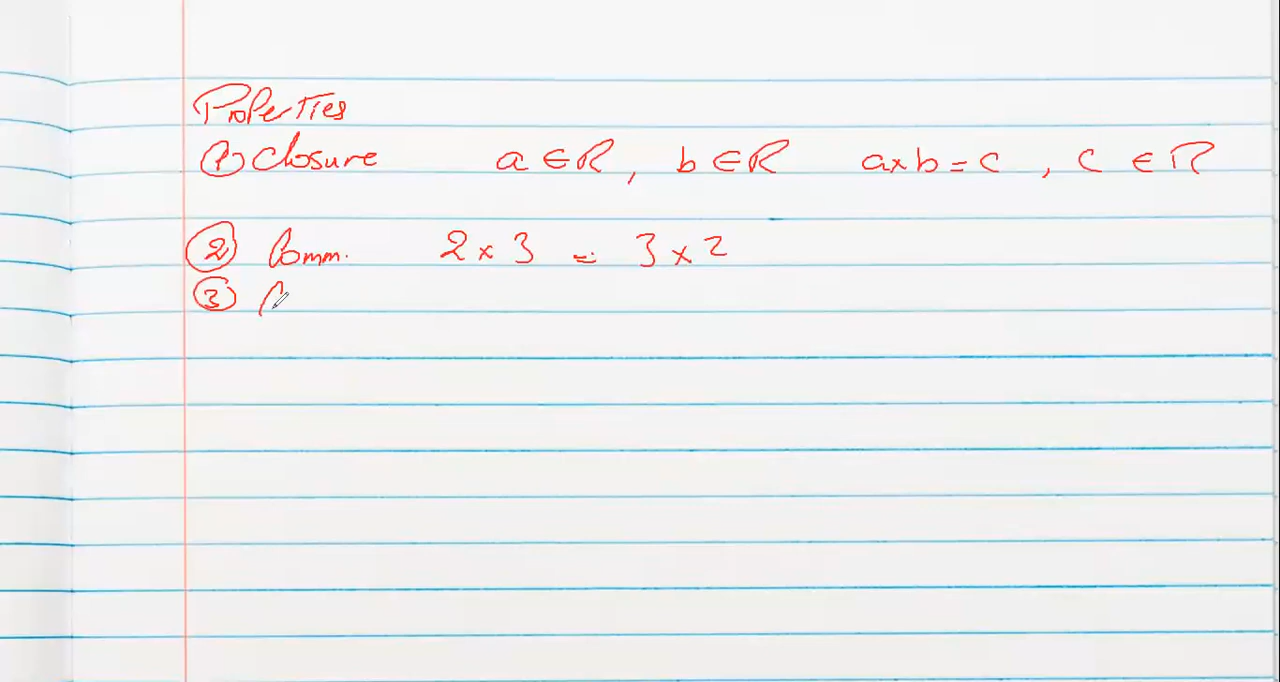 Properties
① Closure a ∈ R, b ∈ R a × b = c, c ∈ R
② Comm. 2 × 3 = 3 × 2
③